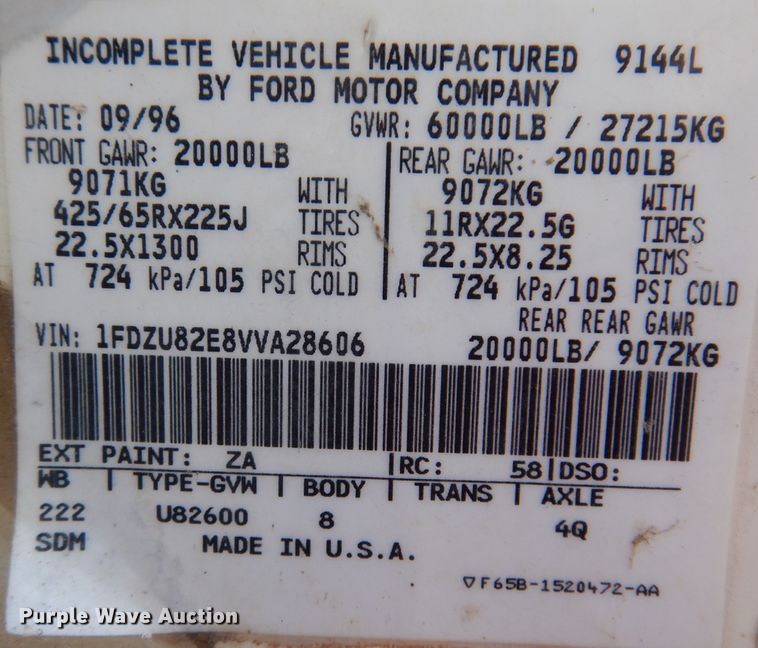 INCOMPLETE VEHICLE MANUFACTURED 9144L
BY FORD MOTOR COMPANY
DATE: 09/96 GVWR: 60000LB / 27215KG
FRONT GAWR: 20000LB
9071KG WITH
425/65RX225J TIRES
22.5X1300 RIMS
AT 724 kPa/105 PSI COLD
REAR GAWR: 20000LB
9072KG WITH
11RX22.5G TIRES
22.5X8.25 RIMS
AT 724 kPa/105 PSI COLD
REAR REAR GAWR
VIN: 1FDZU82E8VVA28606 20000LB/ 9072KG
EXT PAINT: ZA RC: 58 DSO:
WB TYPE-GVW BODY TRANS AXLE
222 U82600 8 4Q
SDM MADE IN U.S.A.
▽F65B-1520472-AA
Purple Wave Auction